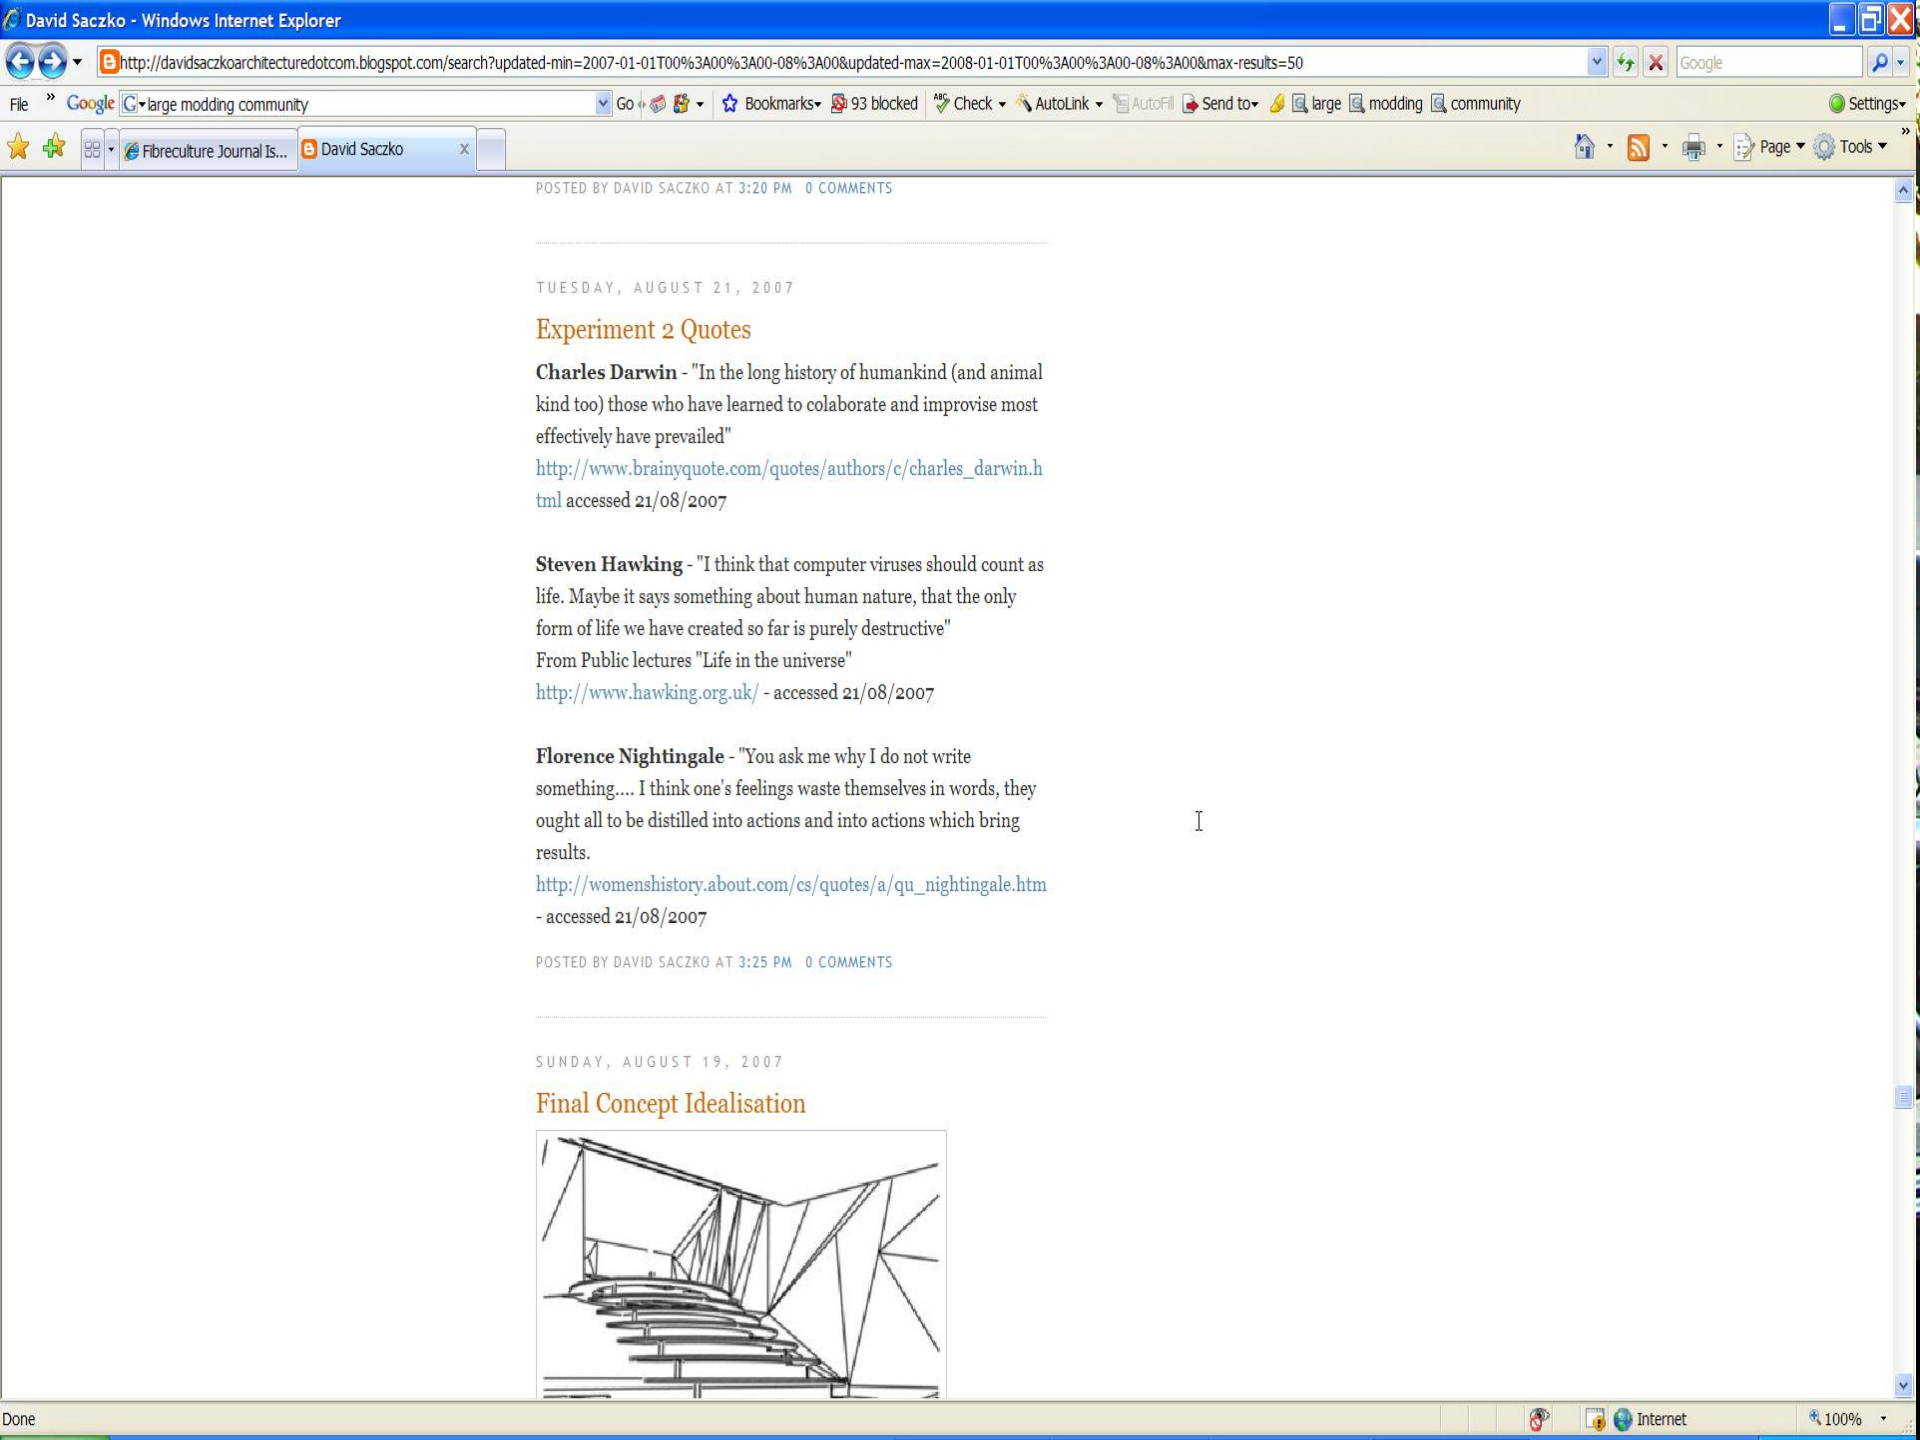 David Saczko - Windows Internet Explorer
http://davidsaczkoarchitecturedotcom.blogspot.com/search?updated-min=2007-01-01T00%3A00%3A00-08%3A00&updated-max=2008-01-01T00%3A00%3A00-08%3A00&max-results=50 Google
File » Google G large modding community Go Bookmarks 93 blocked ABC Check AutoLink AutoFill Send to large modding community Settings
Fibreculture Journal Is... David Saczko x Page Tools »
POSTED BY DAVID SACZKO AT 3:20 PM 0 COMMENTS
TUESDAY, AUGUST 21, 2007
Experiment 2 Quotes
Charles Darwin - "In the long history of humankind (and animal
kind too) those who have learned to colaborate and improvise most
effectively have prevailed"
http://www.brainyquote.com/quotes/authors/c/charles_darwin.h
tml accessed 21/08/2007
Steven Hawking - "I think that computer viruses should count as
life. Maybe it says something about human nature, that the only
form of life we have created so far is purely destructive"
From Public lectures "Life in the universe"
http://www.hawking.org.uk/ - accessed 21/08/2007
Florence Nightingale - "You ask me why I do not write
something.... I think one's feelings waste themselves in words, they
ought all to be distilled into actions and into actions which bring
results.
http://womenshistory.about.com/cs/quotes/a/qu_nightingale.htm
- accessed 21/08/2007
POSTED BY DAVID SACZKO AT 3:25 PM 0 COMMENTS
SUNDAY, AUGUST 19, 2007
Final Concept Idealisation
Done Internet 100%